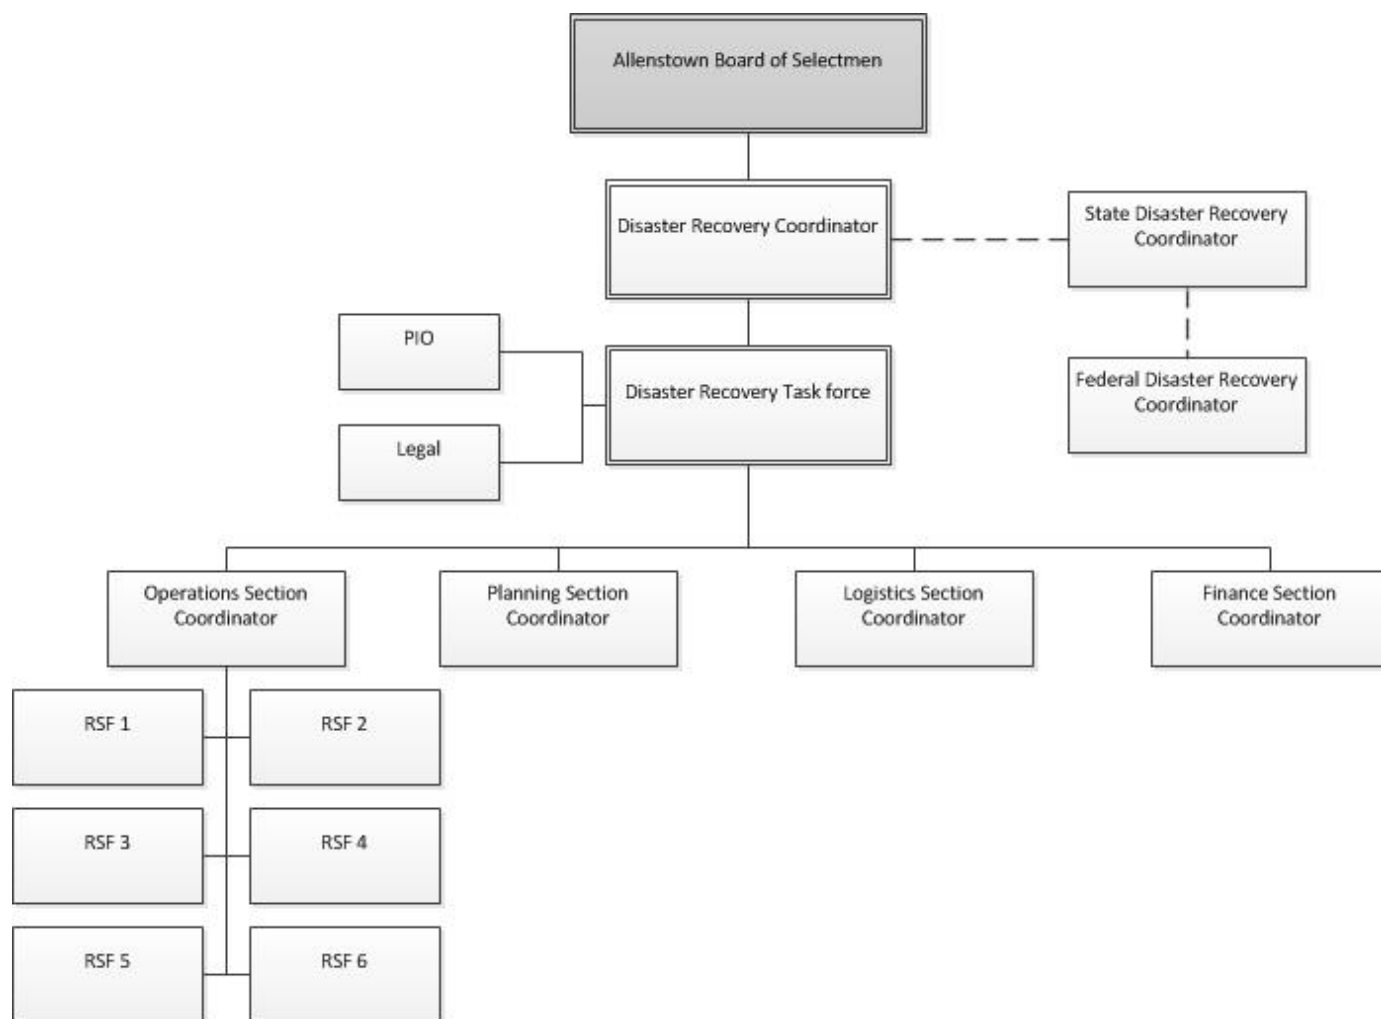 Allenstown Board of Selectmen
Disaster Recovery Coordinator
State Disaster Recovery
Coordinator
PIO
Disaster Recovery Task force
Federal Disaster Recovery
Coordinator
Legal
Operations Section
Coordinator
Planning Section
Coordinator
Logistics Section
Coordinator
Finance Section
Coordinator
RSF 1
RSF 2
RSF 3
RSF 4
RSF 5
RSF 6